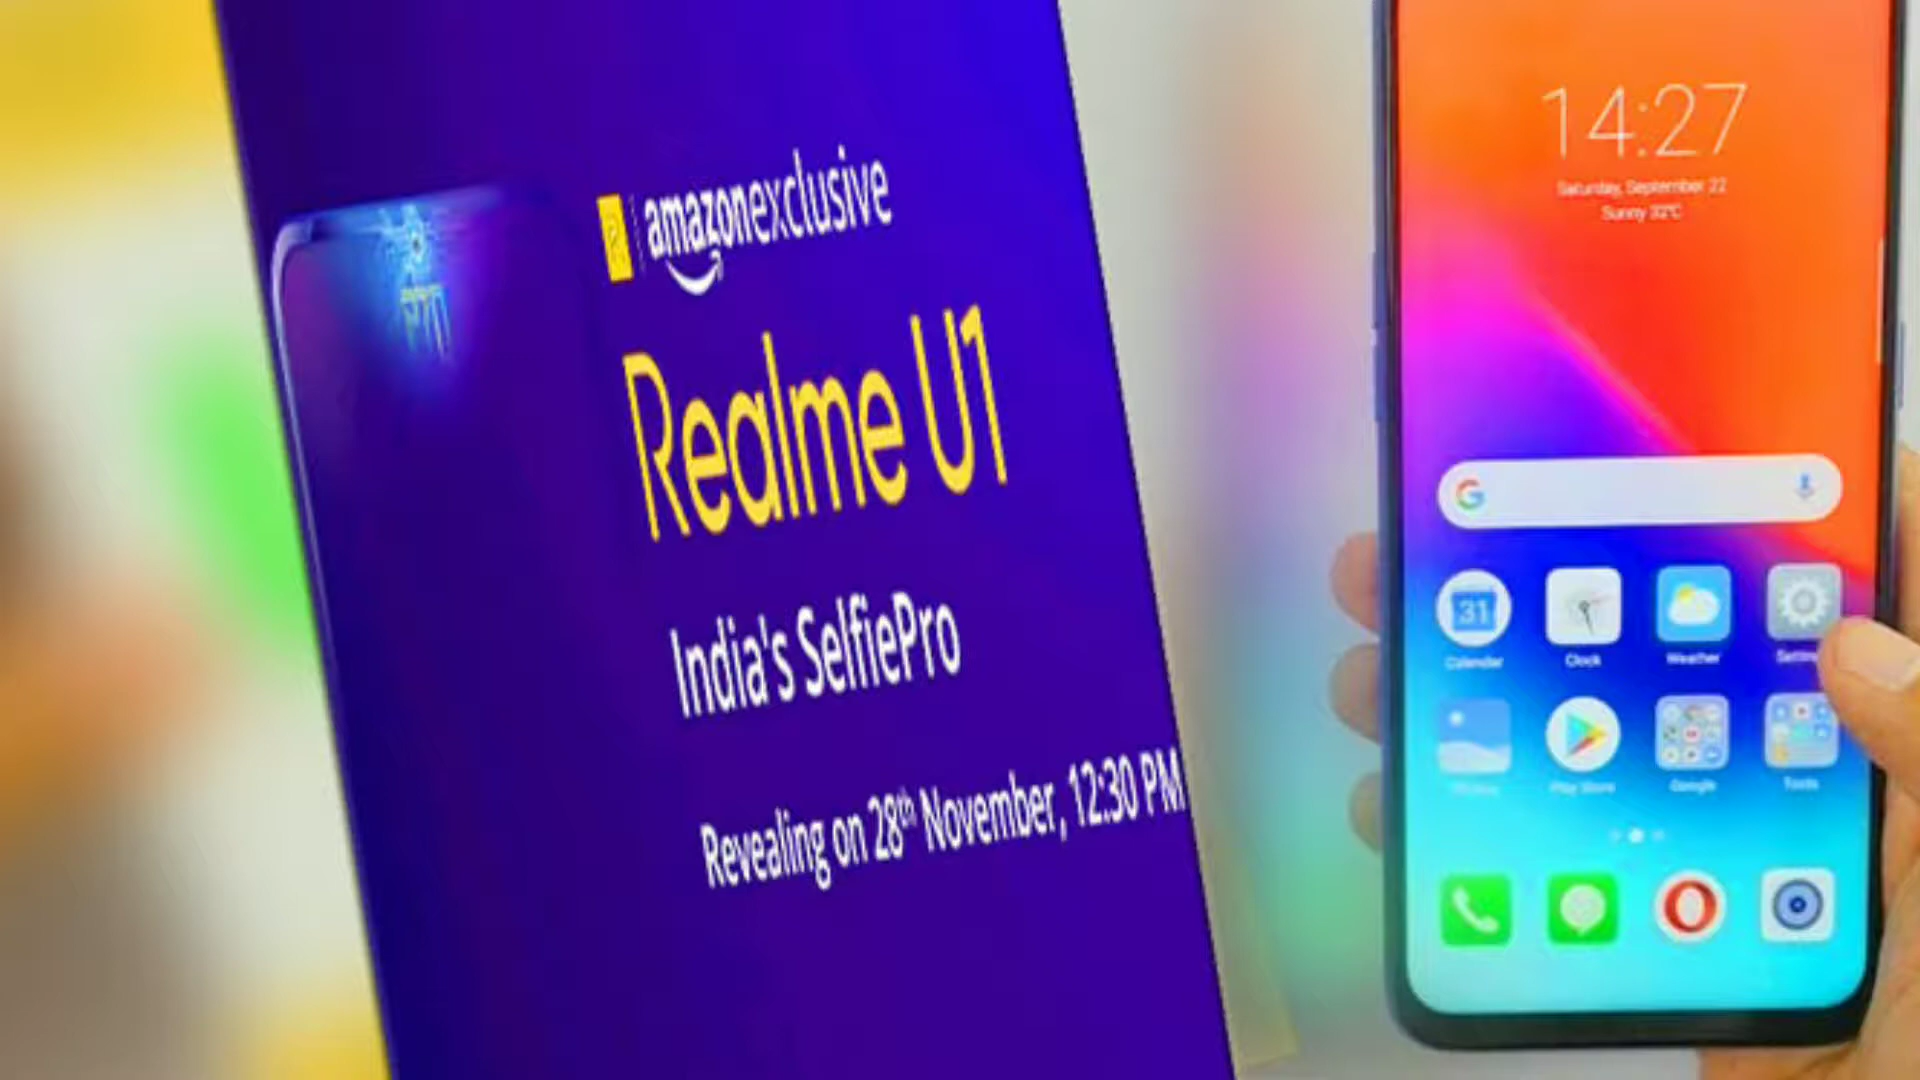 amazonexclusive
Realme U1
India's SelfiePro
Revealing on 28th November, 12:30 PM
14:27
Saturday, September 22
Sunny 32°C
31
Calendar
Clock
Weather
Play Store
Google
Tools